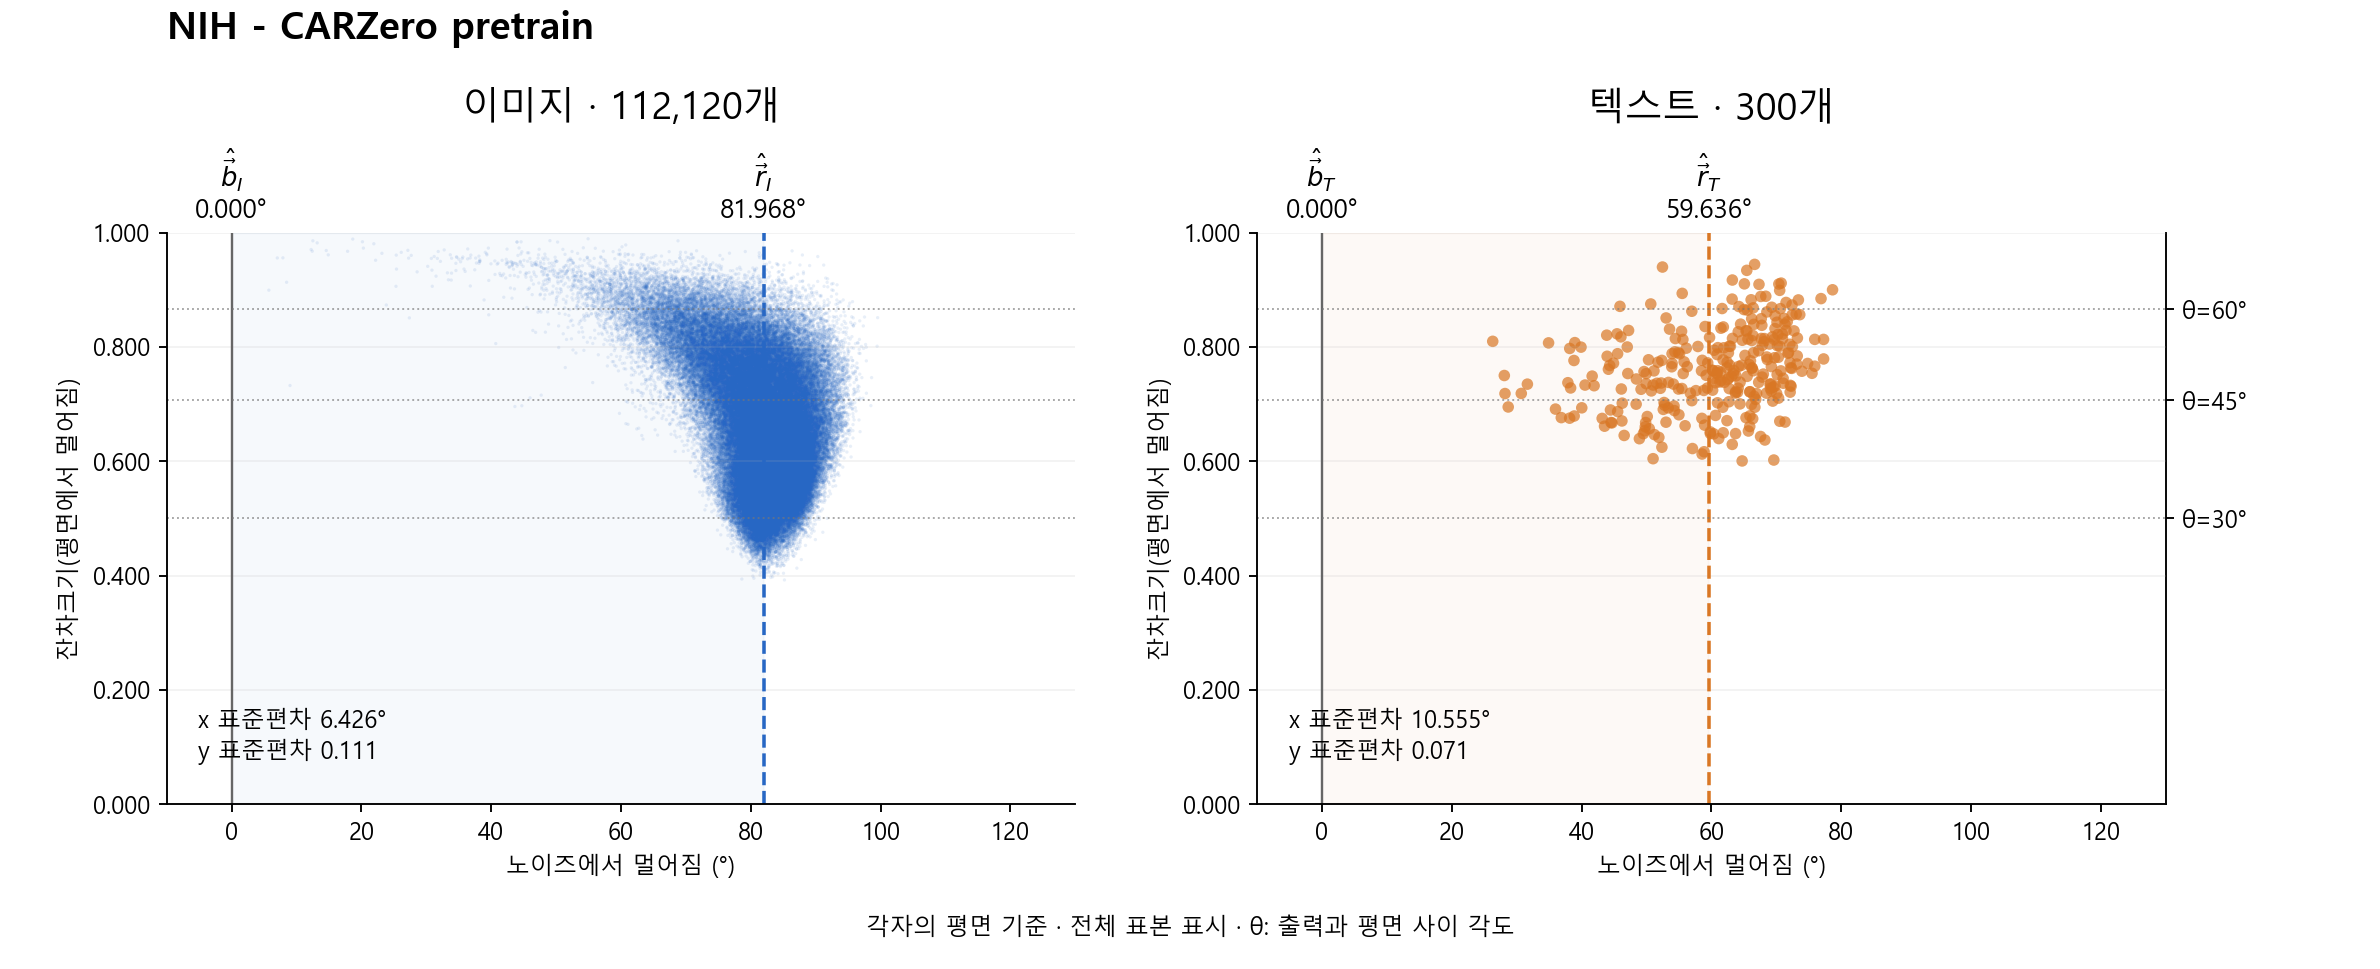 NIH - CARZero pretrain
이미지 · 112,120개
b̂⃗_I
0.000°
r̂⃗_I
81.968°
1.000
0.800
0.600
0.400
0.200
0.000
잔차크기(평면에서 멀어짐)
x 표준편차 6.426°
y 표준편차 0.111
0 20 40 60 80 100 120
노이즈에서 멀어짐 (°)
텍스트 · 300개
b̂⃗_T
0.000°
r̂⃗_T
59.636°
1.000
0.800
0.600
0.400
0.200
0.000
잔차크기(평면에서 멀어짐)
θ=60°
θ=45°
θ=30°
x 표준편차 10.555°
y 표준편차 0.071
0 20 40 60 80 100 120
노이즈에서 멀어짐 (°)
각자의 평면 기준 · 전체 표본 표시 · θ: 출력과 평면 사이 각도